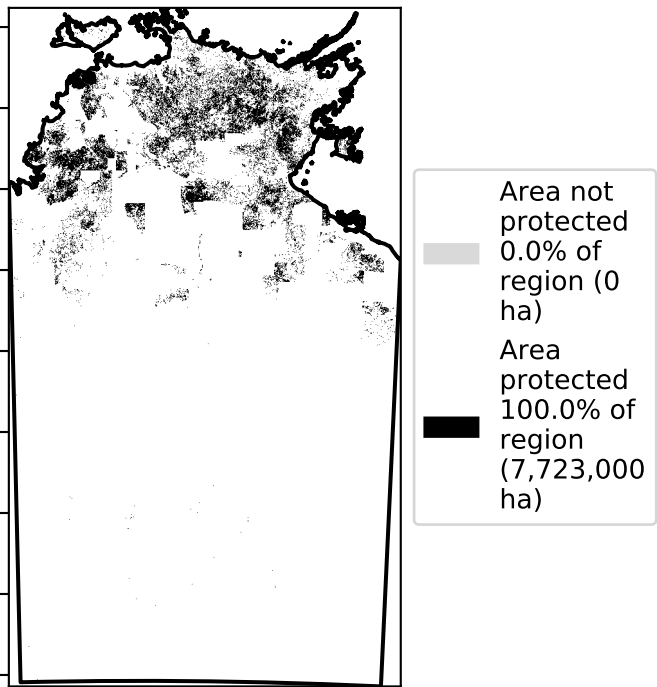 Area not
protected
0.0% of
region (0
ha)
Area
protected
100.0% of
region
(7,723,000
ha)